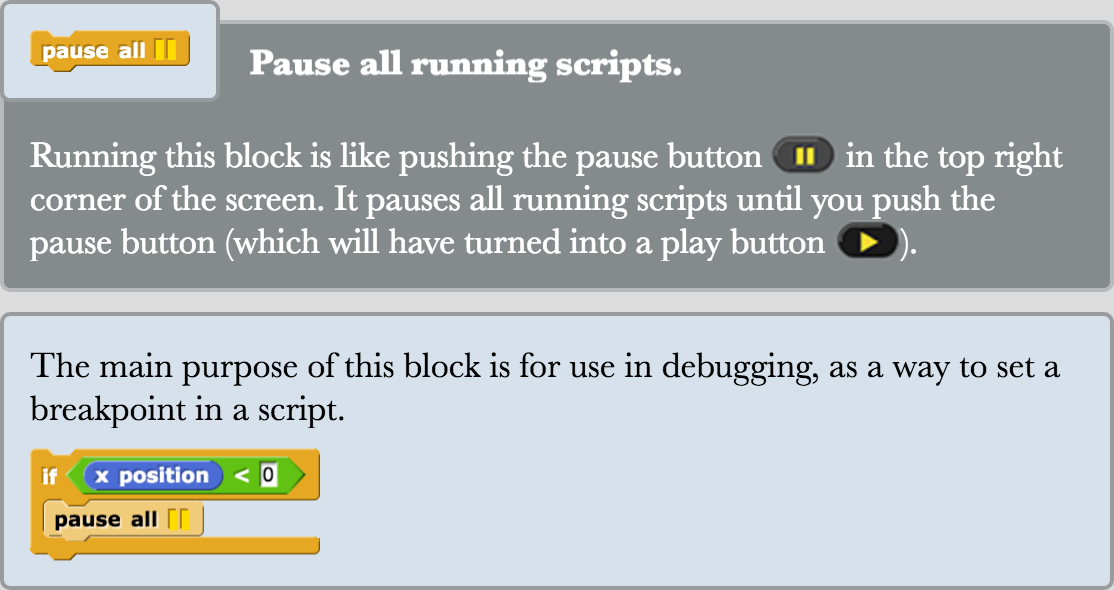 pause all
Pause all running scripts.
Running this block is like pushing the pause button in the top right
corner of the screen. It pauses all running scripts until you push the
pause button (which will have turned into a play button ).
The main purpose of this block is for use in debugging, as a way to set a
breakpoint in a script.
if x position < 0
pause all